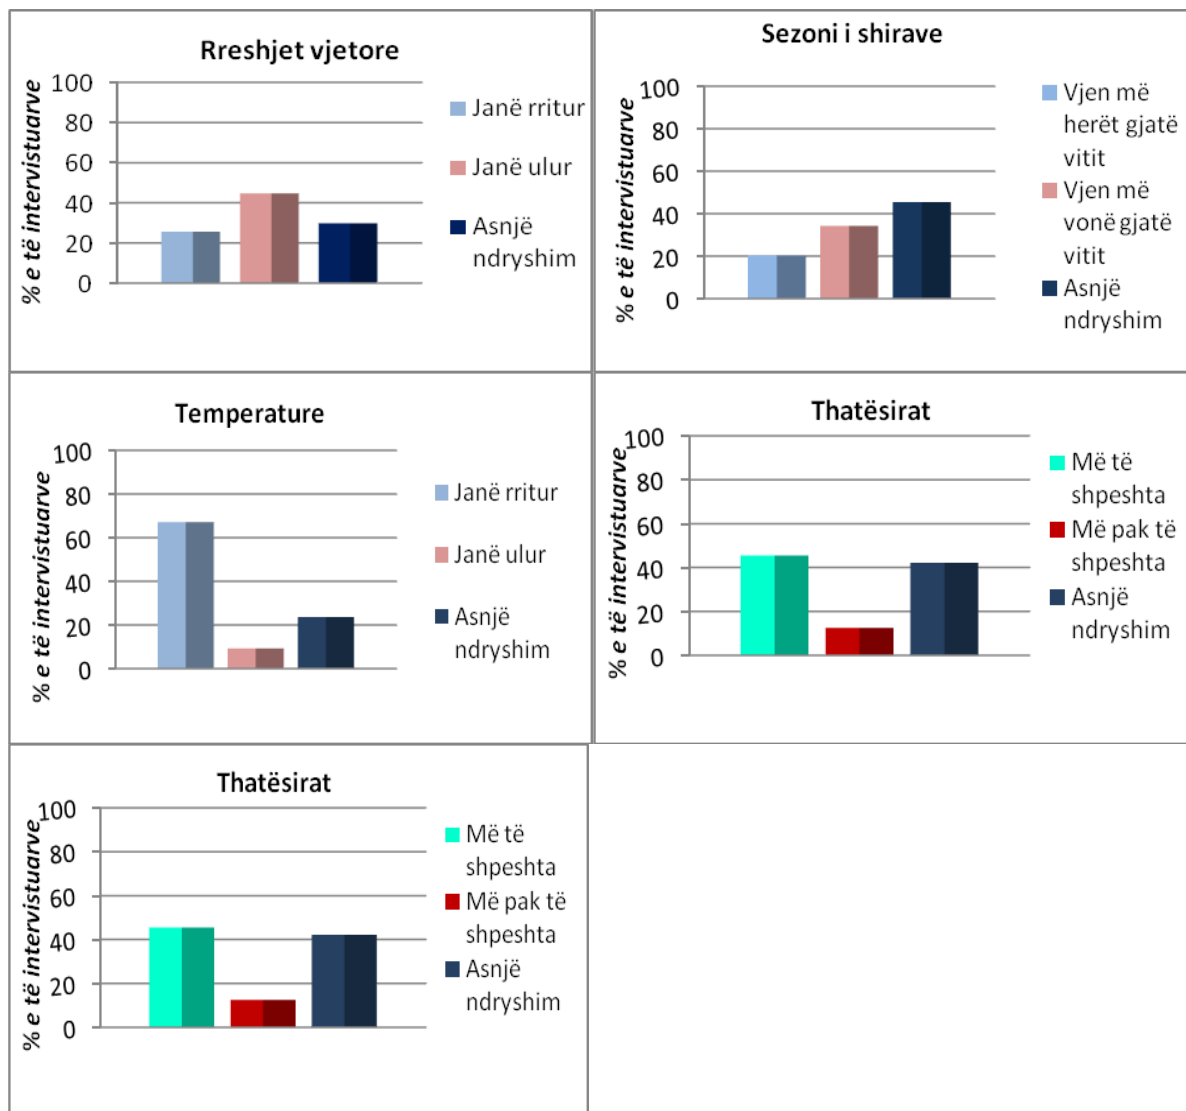 Rreshjet vjetore
% e të intervistuarve
100
80
60
40
20
0
Janë rritur
Janë ulur
Asnjë
ndryshim
Sezoni i shirave
% e të intervistuarve
100
80
60
40
20
0
Vjen më
herët gjatë
vitit
Vjen më
vonë gjatë
vitit
Asnjë
ndryshim
Temperature
% e të intervistuarve
100
80
60
40
20
0
Janë rritur
Janë ulur
Asnjë
ndryshim
Thatësirat
% e të intervistuarve
100
80
60
40
20
0
Më të
shpeshta
Më pak të
shpeshta
Asnjë
ndryshim
Thatësirat
% e të intervistuarve
100
80
60
40
20
0
Më të
shpeshta
Më pak të
shpeshta
Asnjë
ndryshim